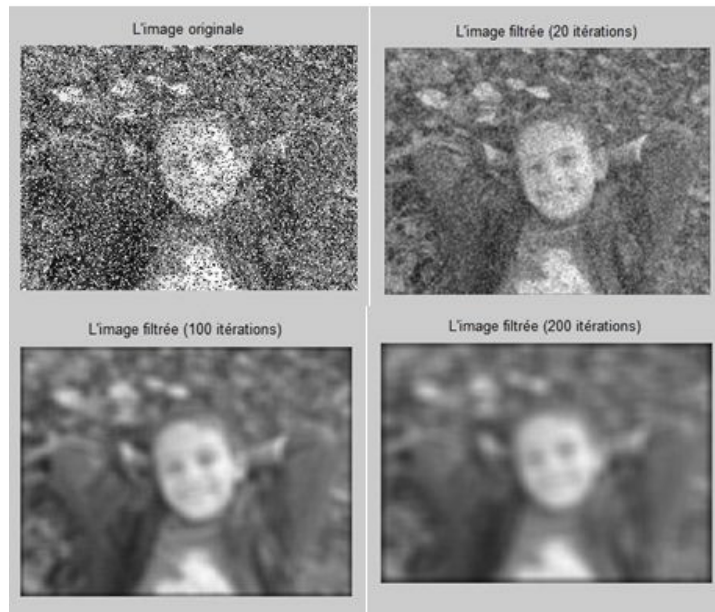 L'image originale
L'image filtrée (20 itérations)
L'image filtrée (100 itérations)
L'image filtrée (200 itérations)